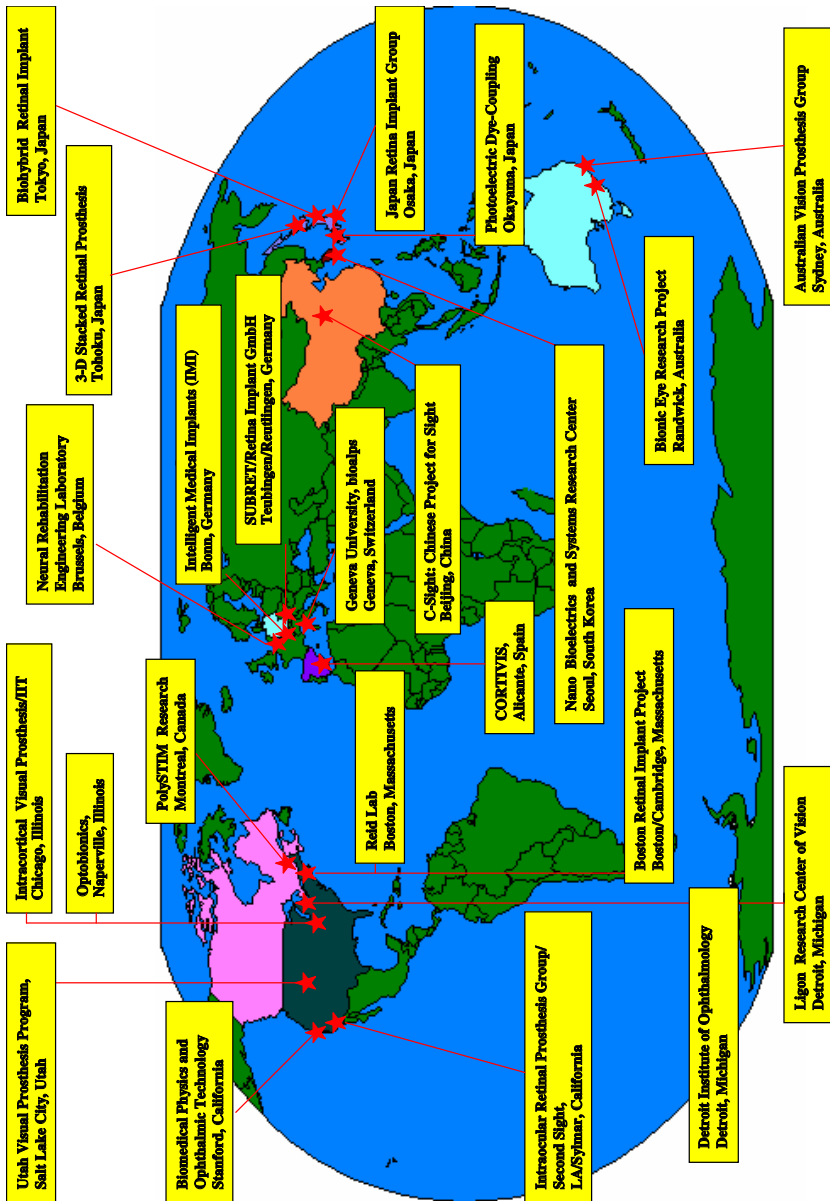 Utah Visual Prosthesis Program,
Salt Lake City, Utah
Intracortical Visual Prosthesis/IIT
Chicago, Illinois
Optobionics,
Naperville, Illinois
Neural Rehabilitation
Engineering Laboratory
Brussels, Belgium
3-D Stacked Retinal Prosthesis
Tohoku, Japan
Biohybrid Retinal Implant
Tokyo, Japan
Biomedical Physics and
Ophthalmic Technology
Stanford, California
PolySTIM Research
Montreal, Canada
Intelligent Medical Implants (IMI)
Bonn, Germany
SUBRET/Retina Implant GmbH
Teubingen/Reutlingen, Germany
Geneva University, bioalps
Geneva, Switzerland
Japan Retina Implant Group
Osaka, Japan
Reid Lab
Boston, Massachusetts
C-Sight: Chinese Project for Sight
Beijing, China
CORTIVIS,
Alicante, Spain
Photoelectric Dye-Coupling
Okayama, Japan
Intraocular Retinal Prosthesis Group/
Second Sight,
LA/Sylmar, California
Nano Bioelectrics and Systems Research Center
Seoul, South Korea
Boston Retinal Implant Project
Boston/Cambridge, Massachusetts
Bionic Eye Research Project
Randwick, Australia
Detroit Institute of Ophthalmology
Detroit, Michigan
Ligon Research Center of Vision
Detroit, Michigan
Australian Vision Prosthesis Group
Sydney, Australia